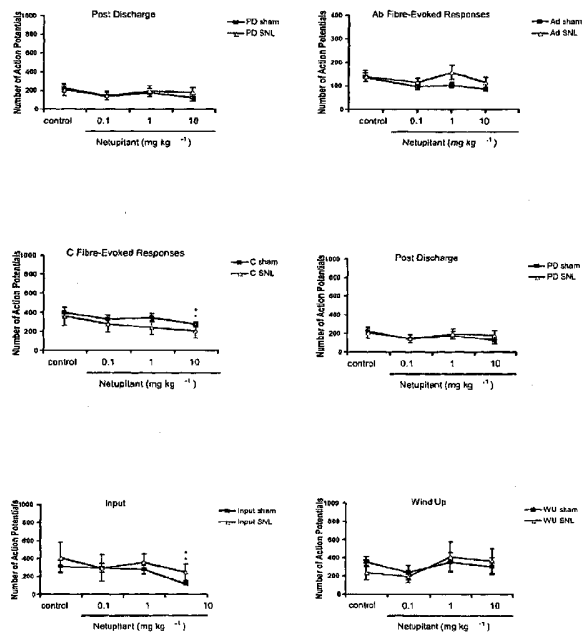 Post Discharge
PD sham
PD SNL
Number of Action Potentials
1000
800
600
400
200
0
control 0.1 1 10
Netupitant (mg kg -1)
Ab Fibre-Evoked Responses
Ad sham
Ad SNL
Number of Action Potentials
400
300
200
100
0
control 0.1 1 10
Netupitant (mg kg -1)
C Fibre-Evoked Responses
C sham
C SNL
Number of Action Potentials
1000
800
600
400
200
0
control 0.1 1 10
Netupitant (mg kg -1)
Post Discharge
PD sham
PD SNL
Number of Action Potentials
1000
800
600
400
200
0
control 0.1 1 10
Netupitant (mg kg -1)
Input
Input sham
Input SNL
Number of Action Potentials
1000
800
600
400
200
0
control 0.1 1 10
Netupitant (mg kg -1)
Wind Up
WU sham
WU SNL
Number of Action Potentials
1000
800
600
400
200
0
control 0.1 1 10
Netupitant (mg kg -1)